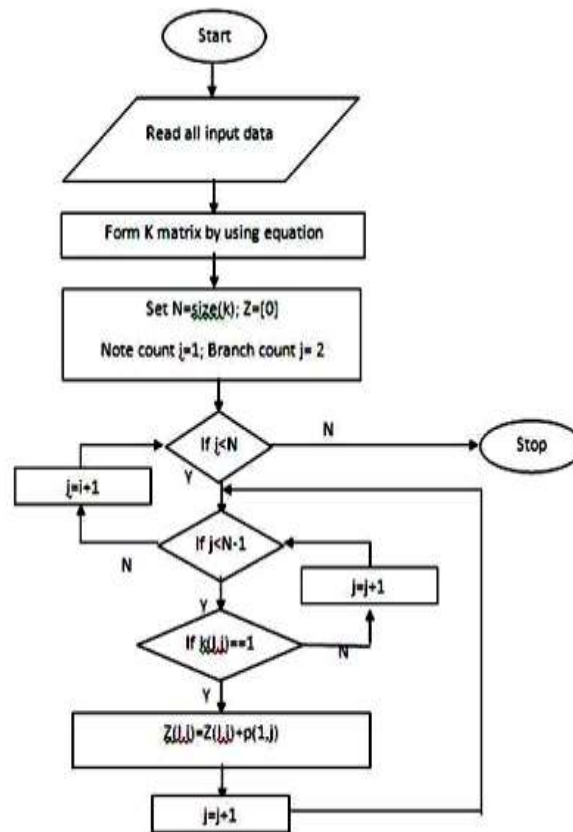 Start
Read all input data
Form K matrix by using equation
Set N=size(k); Z=[0]
Note count j=1; Branch count j= 2
If j<N
N
Stop
Y
j=i+1
If j<N-1
N
j=j+1
Y
If k(J,j)==1
N
Y
Z(J,j)=Z(J,j)+p(1,j)
j=j+1